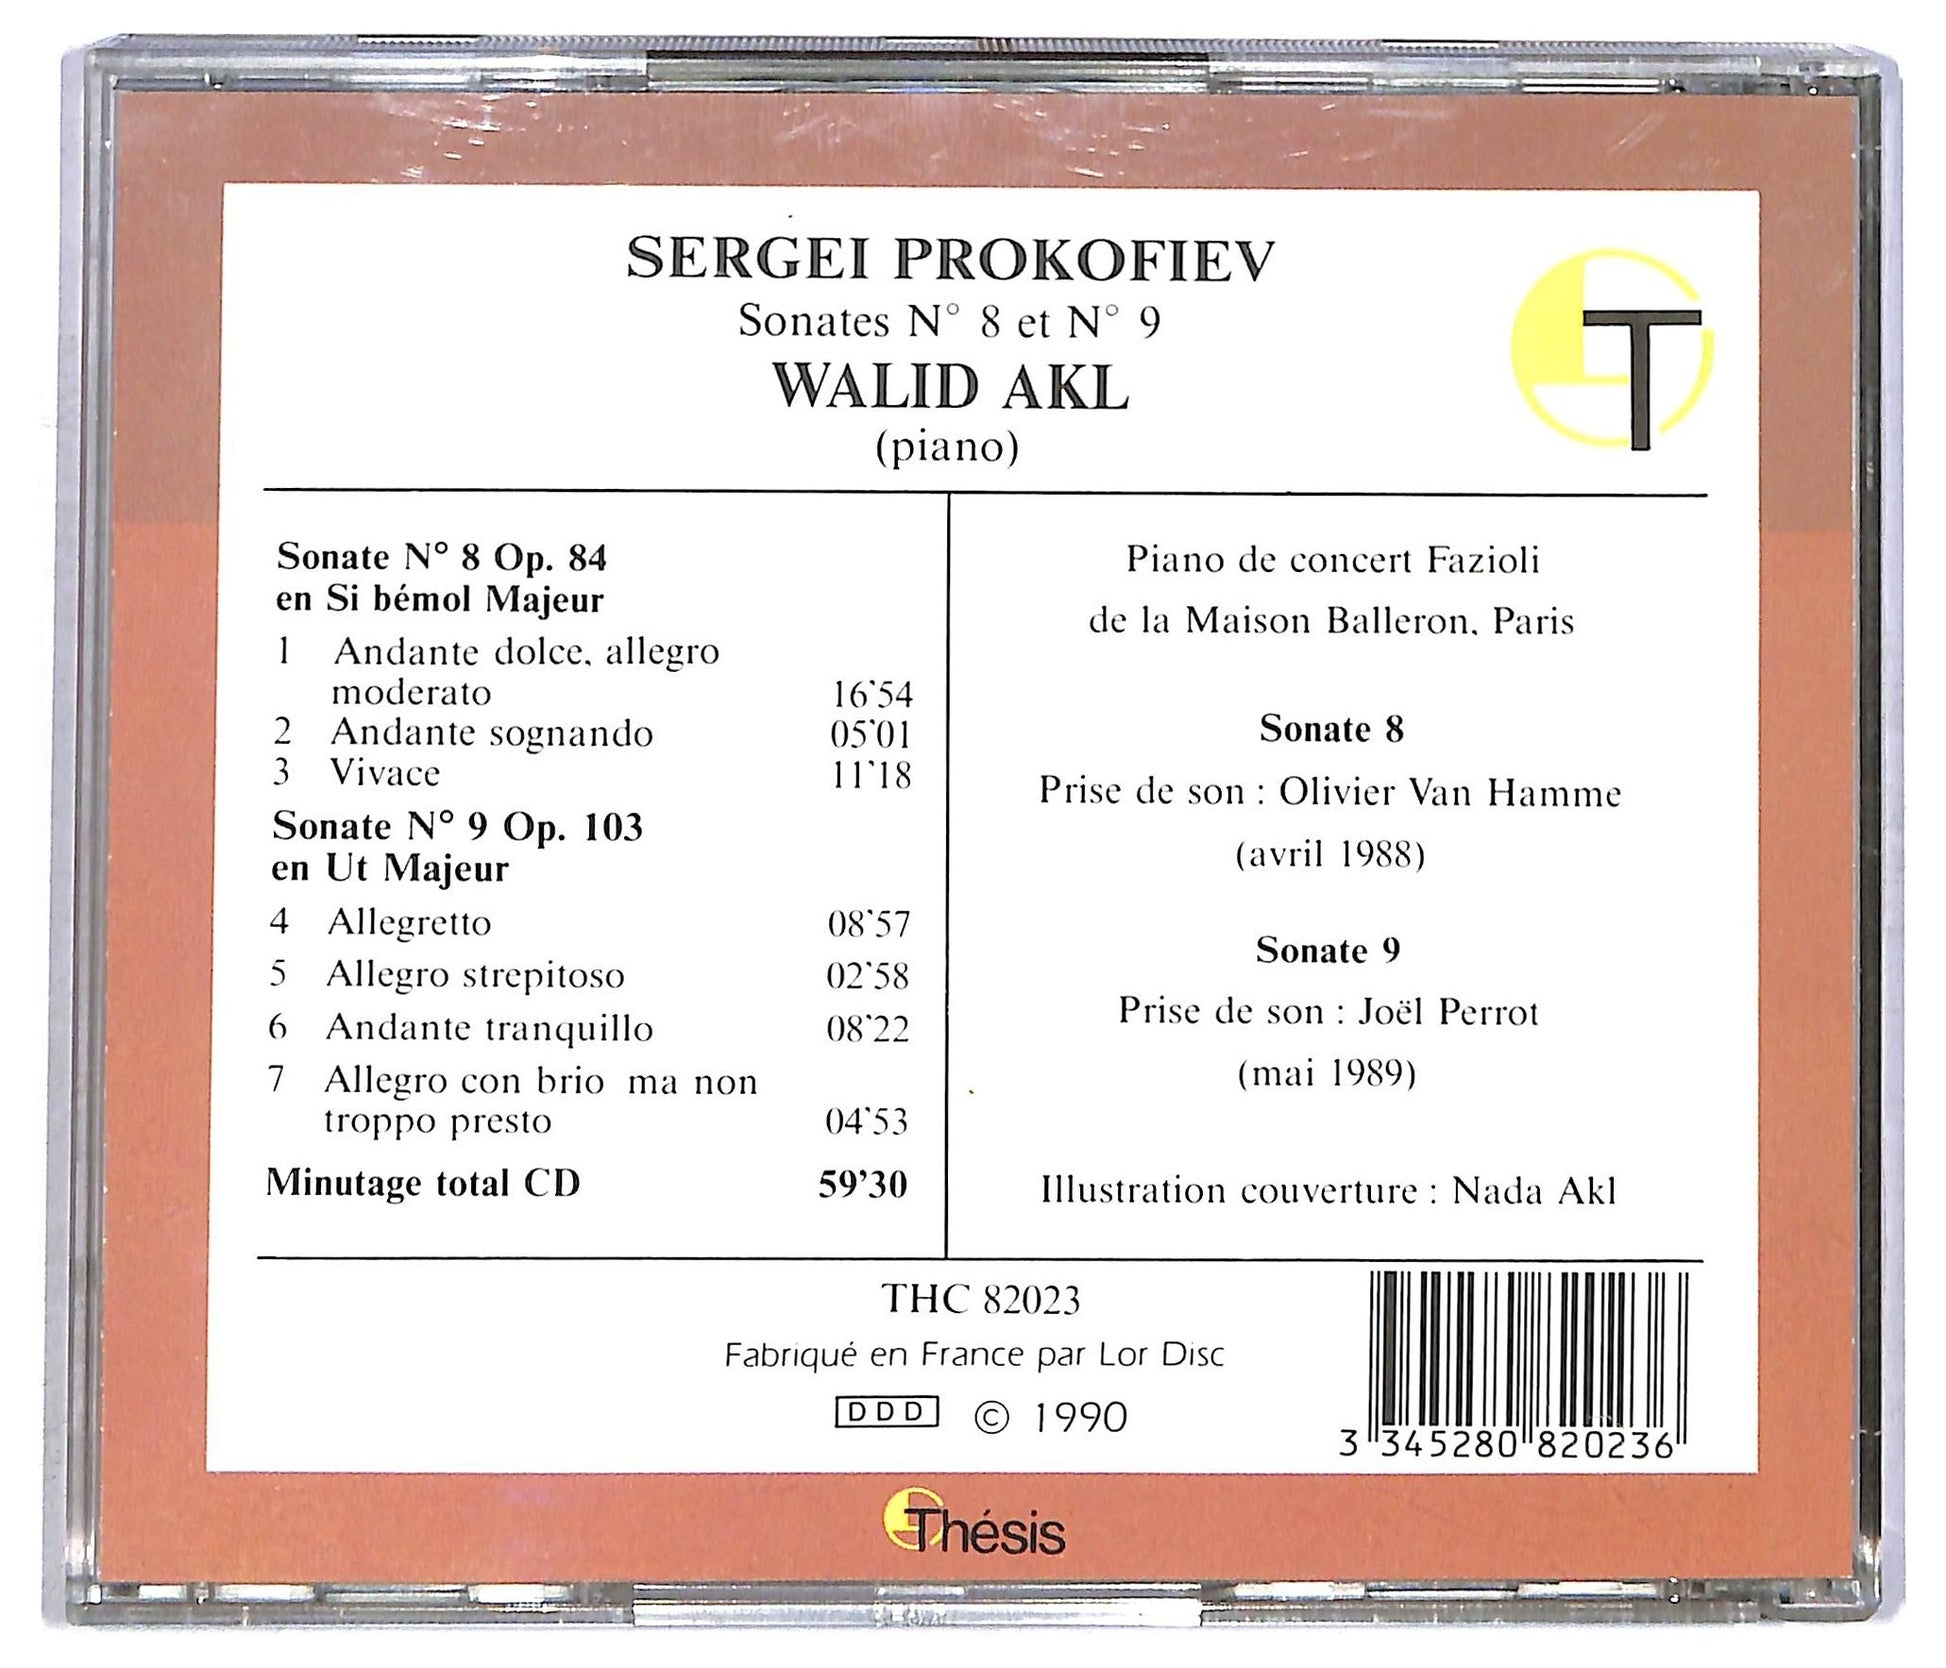 SERGEI PROKOFIEV
Sonates N° 8 et N° 9
WALID AKL
(piano)
T
Sonate N° 8 Op. 84
en Si bémol Majeur
1 Andante dolce, allegro
moderato 16'54
2 Andante sognando 05'01
3 Vivace 11'18
Sonate N° 9 Op. 103
en Ut Majeur
4 Allegretto 08'57
5 Allegro strepitoso 02'58
6 Andante tranquillo 08'22
7 Allegro con brio ma non
troppo presto 04'53
Minutage total CD 59'30
Piano de concert Fazioli
de la Maison Balleron, Paris
Sonate 8
Prise de son : Olivier Van Hamme
(avril 1988)
Sonate 9
Prise de son : Joël Perrot
(mai 1989)
Illustration couverture : Nada Akl
THC 82023
Fabriqué en France par Lor Disc
DDD © 1990
3 345280 820236
Thésis